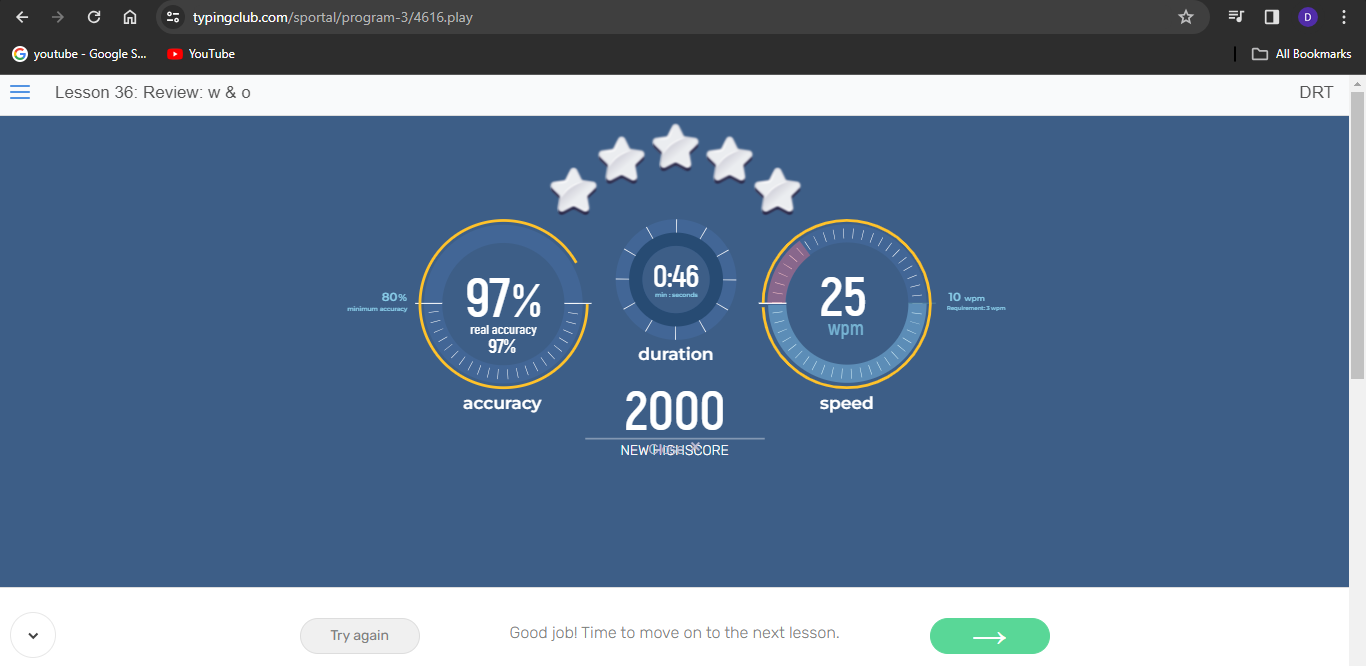 typingclub.com/sportal/program-3/4616.play
D
youtube - Google S...
YouTube
All Bookmarks
Lesson 36: Review: w & o
DRT
80%
minimum accuracy
97%
real accuracy
97%
accuracy
0:46
min : seconds
duration
25
wpm
speed
10 wpm
Requirement: 3 wpm
2000
NEW HIGHSCORE
Close X
Try again
Good job! Time to move on to the next lesson.